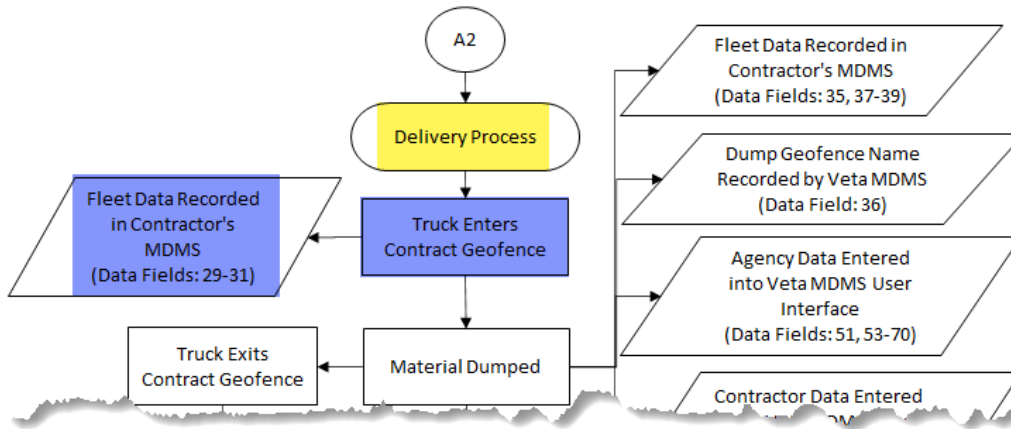 A2
Delivery Process
Fleet Data Recorded in
Contractor's MDMS
(Data Fields: 35, 37-39)
Dump Geofence Name
Recorded by Veta MDMS
(Data Field: 36)
Fleet Data Recorded
in Contractor's
MDMS
(Data Fields: 29-31)
Truck Enters
Contract Geofence
Agency Data Entered
into Veta MDMS User
Interface
(Data Fields: 51, 53-70)
Truck Exits
Contract Geofence
Material Dumped
Contractor Data Entered